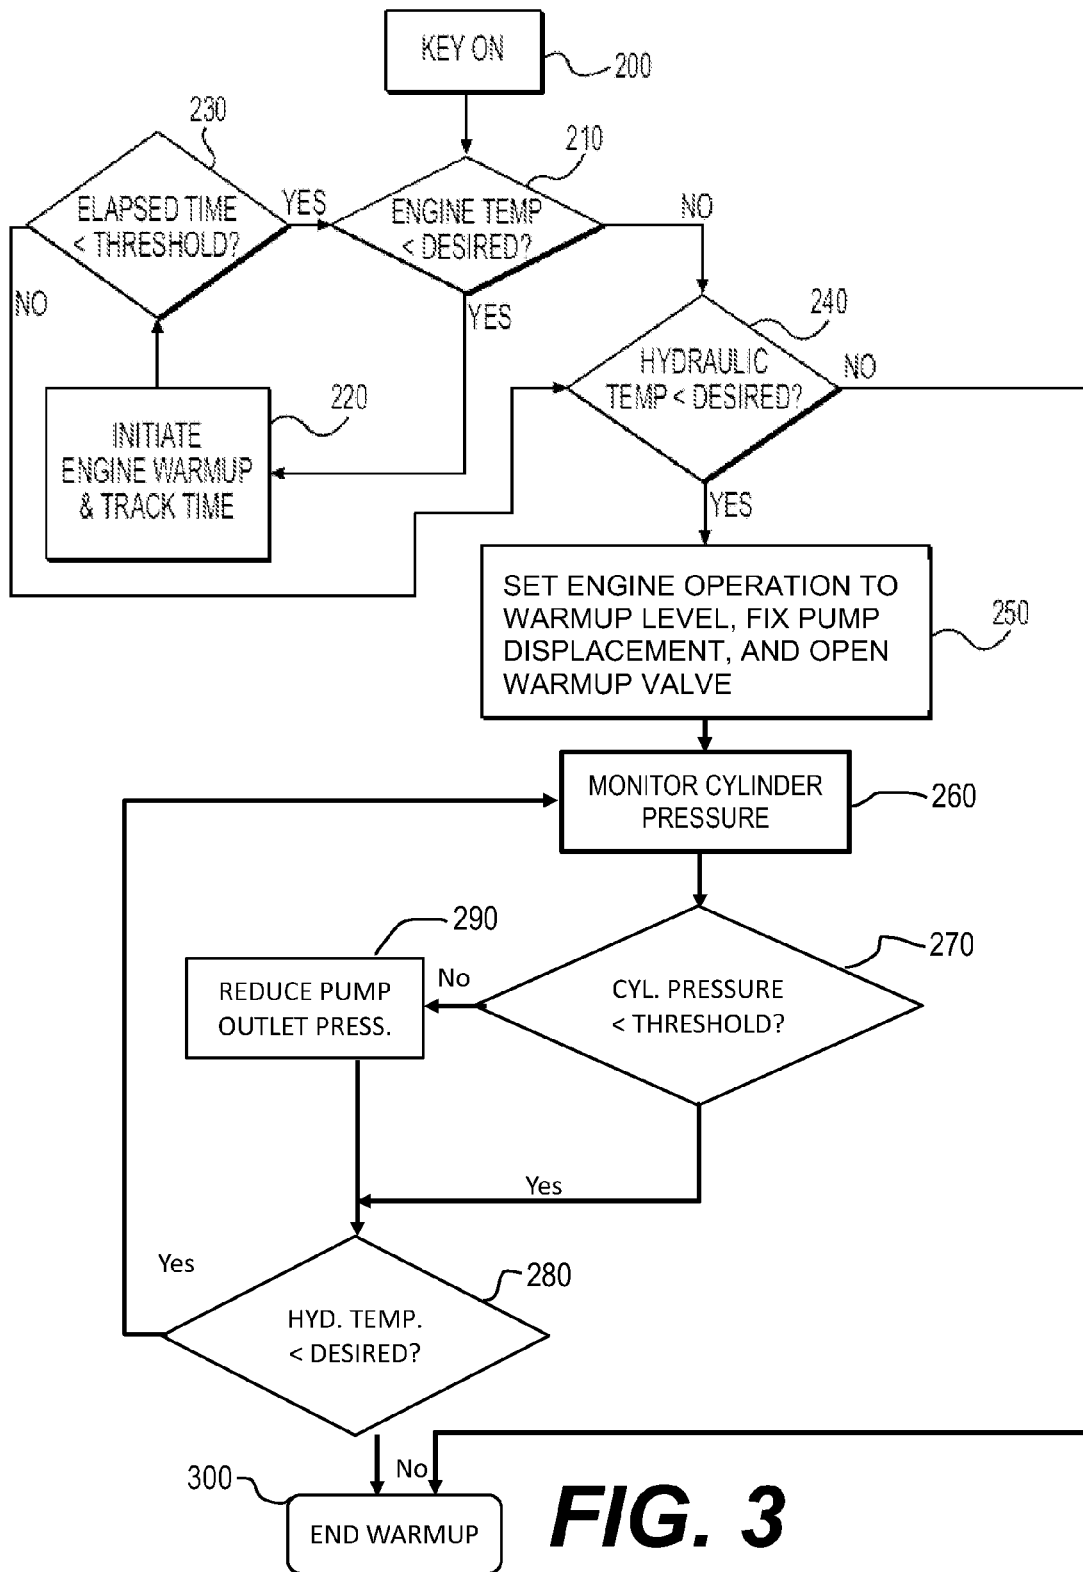 KEY ON
200
230
210
ELAPSED TIME
< THRESHOLD?
YES
ENGINE TEMP
< DESIRED?
NO
NO
YES
240
HYDRAULIC
TEMP < DESIRED?
NO
220
INITIATE
ENGINE WARMUP
& TRACK TIME
YES
SET ENGINE OPERATION TO
WARMUP LEVEL, FIX PUMP
DISPLACEMENT, AND OPEN
WARMUP VALVE
250
MONITOR CYLINDER
PRESSURE
260
290
270
REDUCE PUMP
OUTLET PRESS.
No
CYL. PRESSURE
< THRESHOLD?
Yes
Yes
280
HYD. TEMP.
< DESIRED?
No
300
END WARMUP
FIG. 3